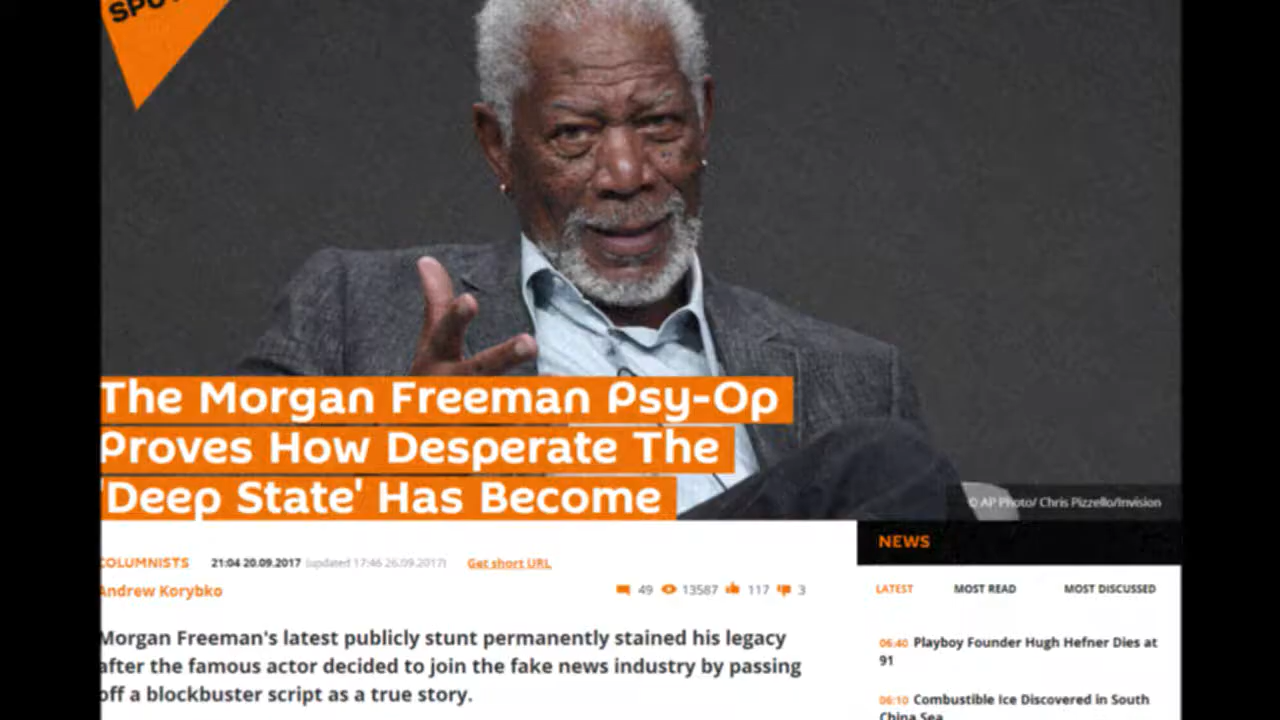 The Morgan Freeman Psy-Op
Proves How Desperate The
'Deep State' Has Become
© AP Photo/ Chris Pizzello/Invision
COLUMNISTS 21:04 20.09.2017 (updated 17:46 26.09.2017) Get short URL
Andrew Korybko
49 13587 117 3
Morgan Freeman's latest publicly stunt permanently stained his legacy
after the famous actor decided to join the fake news industry by passing
off a blockbuster script as a true story.
NEWS
LATEST MOST READ MOST DISCUSSED
06:40 Playboy Founder Hugh Hefner Dies at
91
06:10 Combustible Ice Discovered in South
China Sea